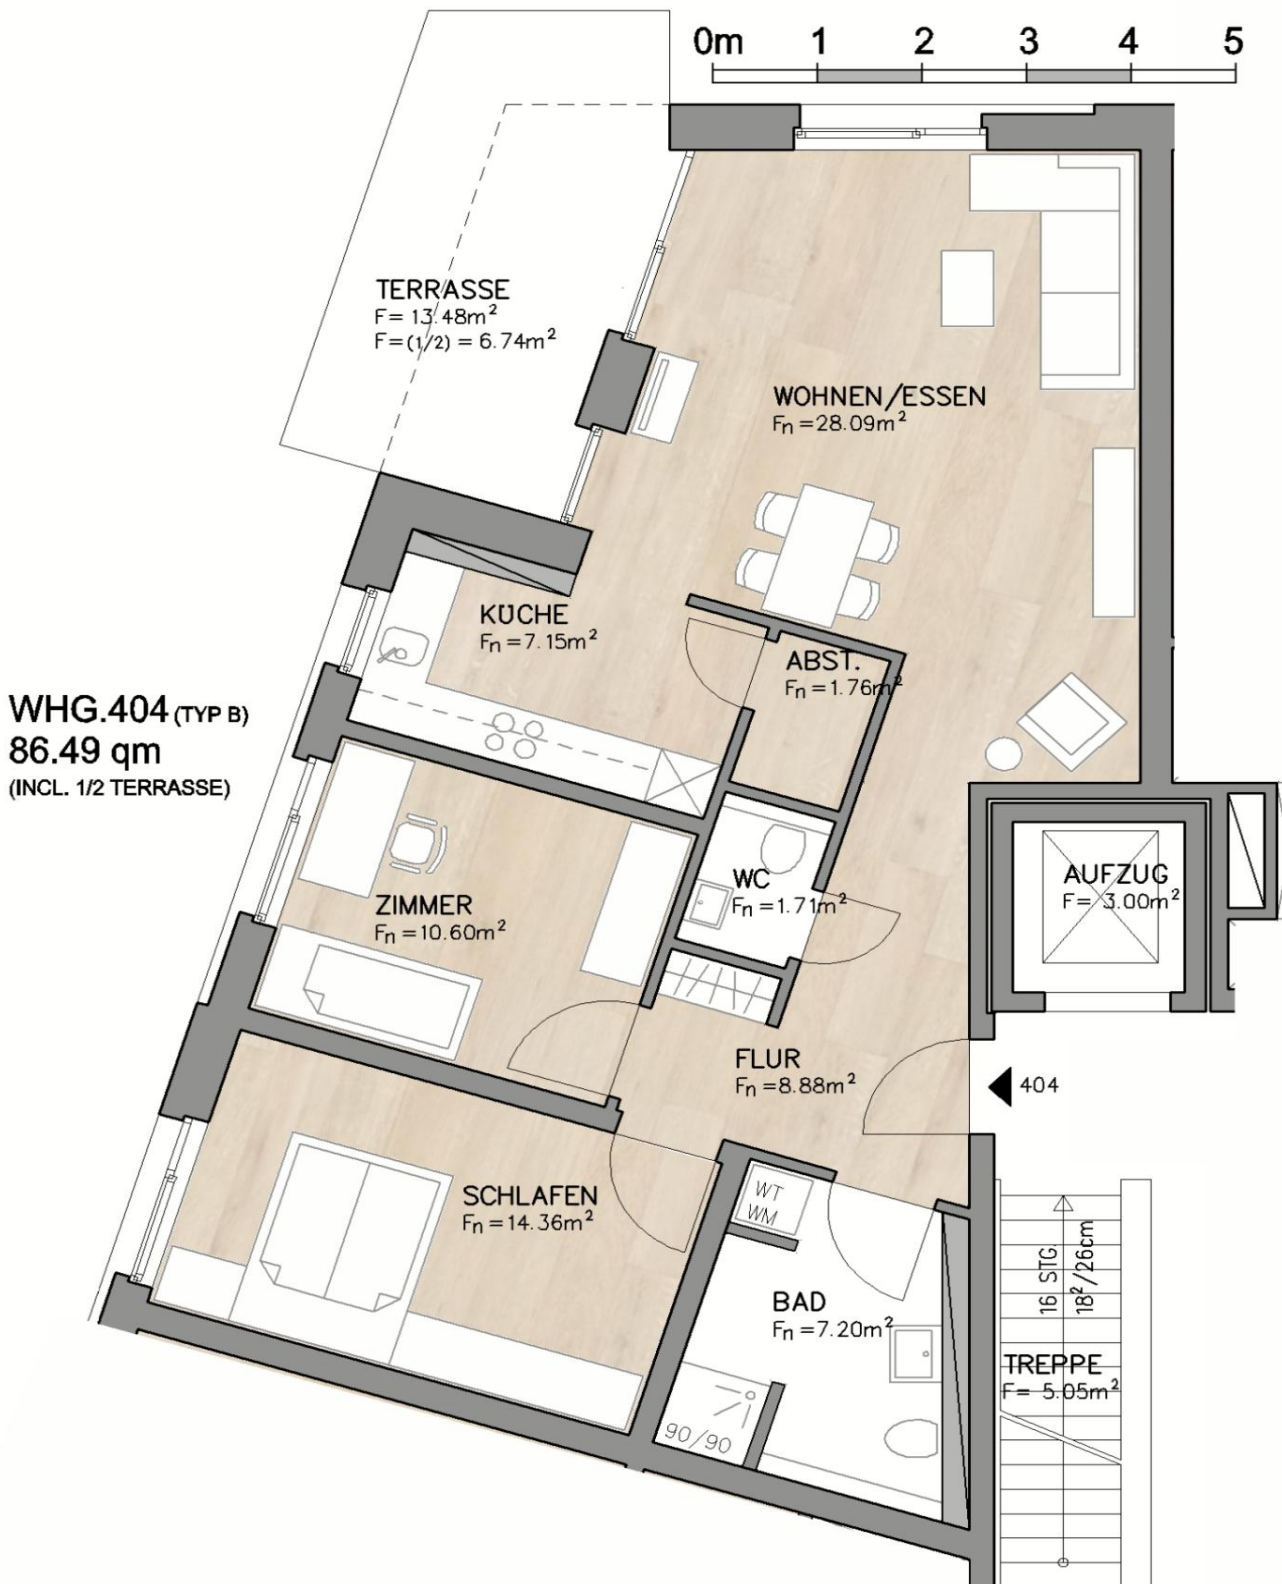 0m 1 2 3 4 5
TERRASSE
F= 13.48m²
F=(1/2) = 6.74m²
WOHNEN/ESSEN
Fn =28.09m²
KÜCHE
Fn =7.15m²
ABST.
Fn =1.76m²
WHG.404 (TYP B)
86.49 qm
(INCL. 1/2 TERRASSE)
WC
Fn =1.71m²
AUFZUG
F= 3.00m²
ZIMMER
Fn =10.60m²
FLUR
Fn =8.88m²
404
SCHLAFEN
Fn =14.36m²
WT
WM
BAD
Fn =7.20m²
16 STG.
18²/26cm
TREPPE
F= 5.05m²
90/90